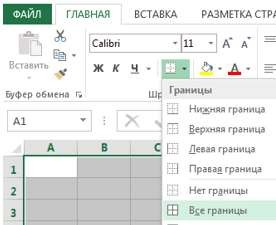 ФАЙЛ ГЛАВНАЯ ВСТАВКА РАЗМЕТКА СТРА
Вставить
Calibri 11 A A
Ж К Ч A
Буфер обмена Шр
Границы
Нижняя граница
Верхняя граница
Левая граница
Правая граница
Нет границы
Все границы
A1
A B C
1
2
3